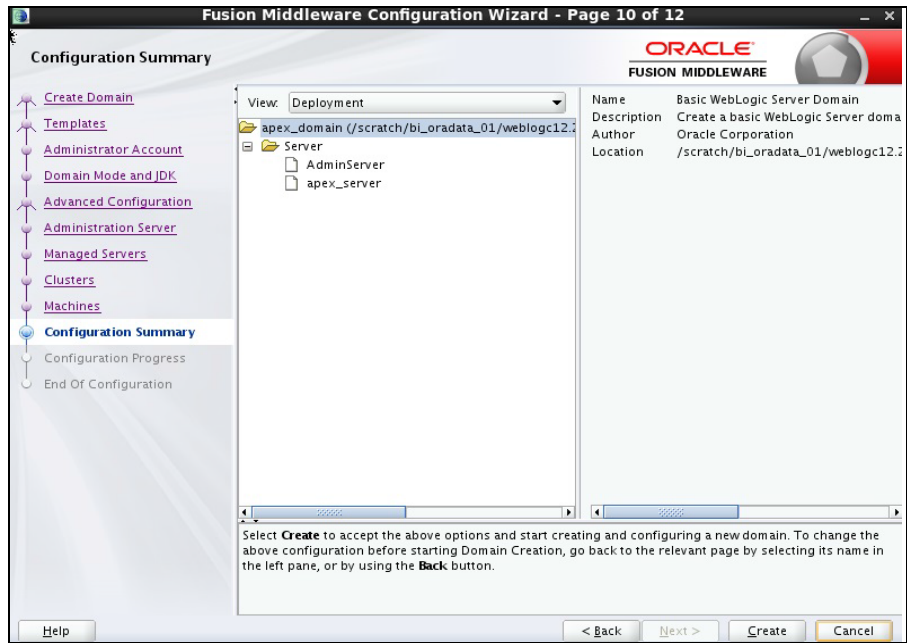 Fusion Middleware Configuration Wizard - Page 10 of 12
Configuration Summary
ORACLE
FUSION MIDDLEWARE
Create Domain
Templates
Administrator Account
Domain Mode and JDK
Advanced Configuration
Administration Server
Managed Servers
Clusters
Machines
Configuration Summary
Configuration Progress
End Of Configuration
View: Deployment
apex_domain (/scratch/bi_oradata_01/weblogc12.2
Server
AdminServer
apex_server
Name Basic WebLogic Server Domain
Description Create a basic WebLogic Server doma
Author Oracle Corporation
Location /scratch/bi_oradata_01/weblogc12.2
Select Create to accept the above options and start creating and configuring a new domain. To change the
above configuration before starting Domain Creation, go back to the relevant page by selecting its name in
the left pane, or by using the Back button.
Help
< Back
Next >
Create
Cancel